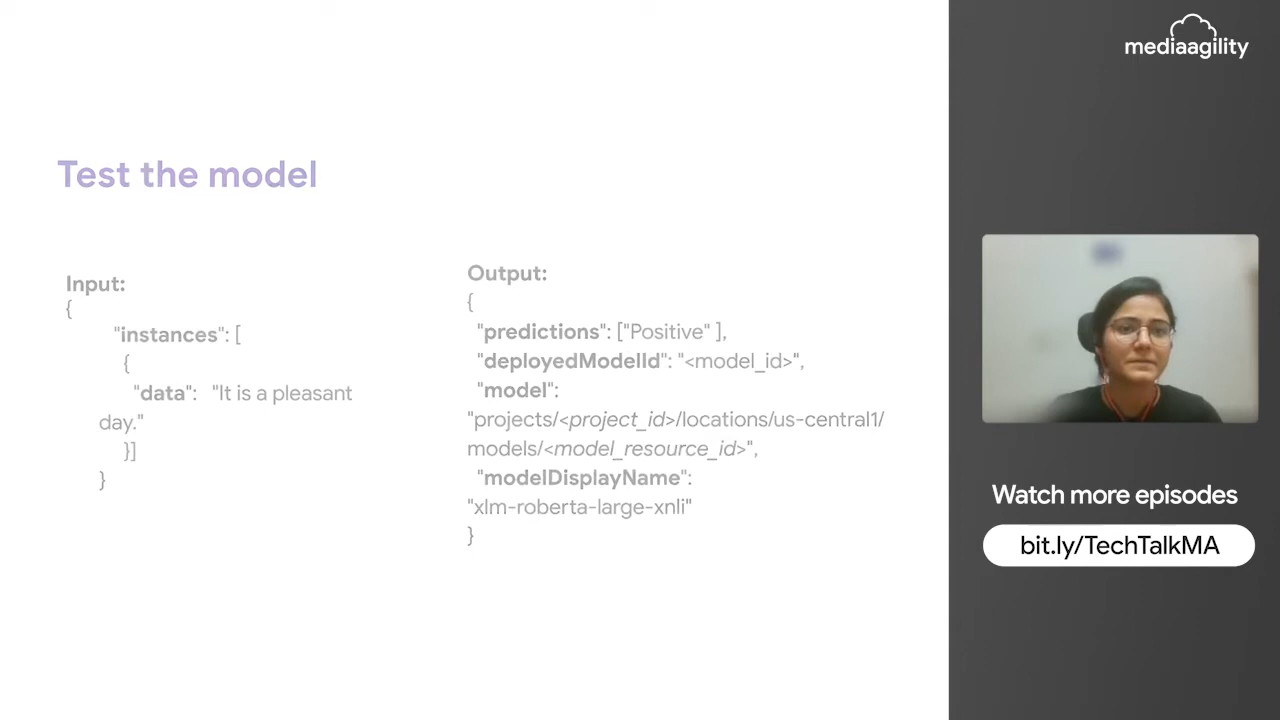 mediaagility
Test the model
Input:
{
"instances": [
{
"data": "It is a pleasant
day."
}]
}
Output:
{
"predictions": ["Positive" ],
"deployedModelId": "<model_id>",
"model":
"projects/<project_id>/locations/us-central1/
models/<model_resource_id>",
"modelDisplayName":
"xlm-roberta-large-xnli"
}
Watch more episodes
bit.ly/TechTalkMA